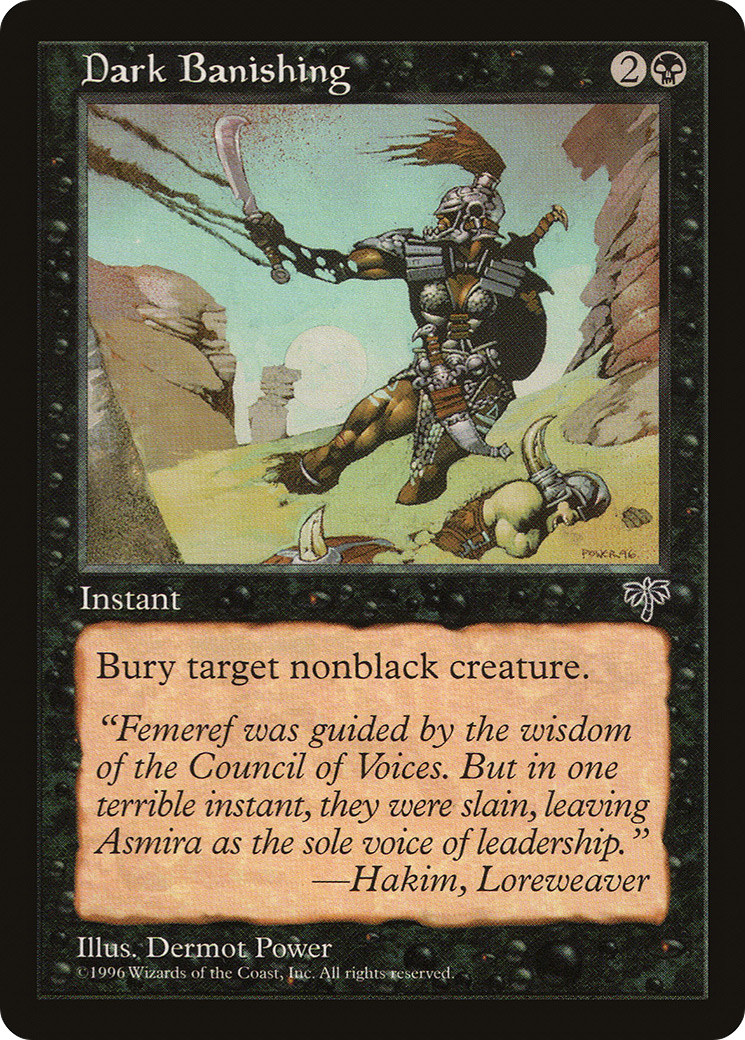 Dark Banishing
2
POWER.96.
Instant
Bury target nonblack creature.
“Femeref was guided by the wisdom
of the Council of Voices. But in one
terrible instant, they were slain, leaving
Asmira as the sole voice of leadership.”
—Hakim, Loreweaver
Illus. Dermot Power
©1996 Wizards of the Coast, Inc. All rights reserved.